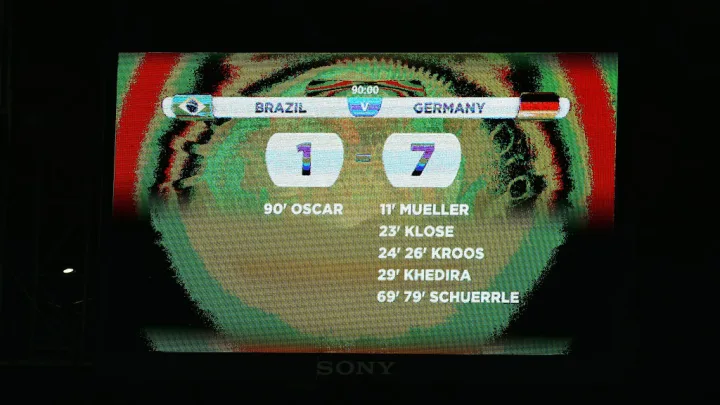 90:00
BRAZIL V GERMANY
1 - 7
90' OSCAR 11' MUELLER
23' KLOSE
24' 26' KROOS
29' KHEDIRA
69' 79' SCHUERRLE
SONY